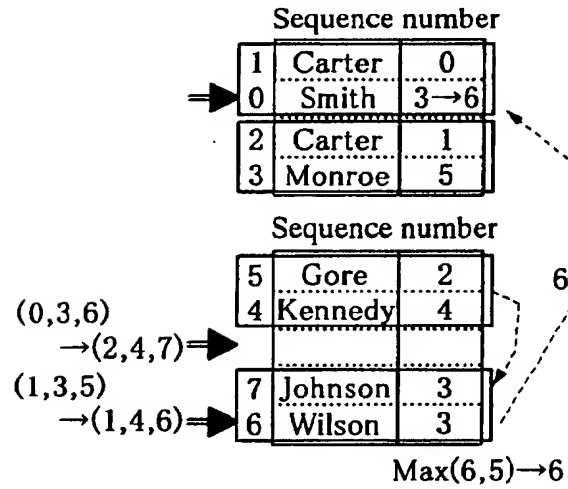 Sequence number
1 Carter 0
0 Smith 3→6
2 Carter 1
3 Monroe 5
Sequence number
5 Gore 2
6
4 Kennedy 4
(0,3,6)
→(2,4,7)
(1,3,5)
7 Johnson 3
→(1,4,6)
6 Wilson 3
Max(6,5)→6